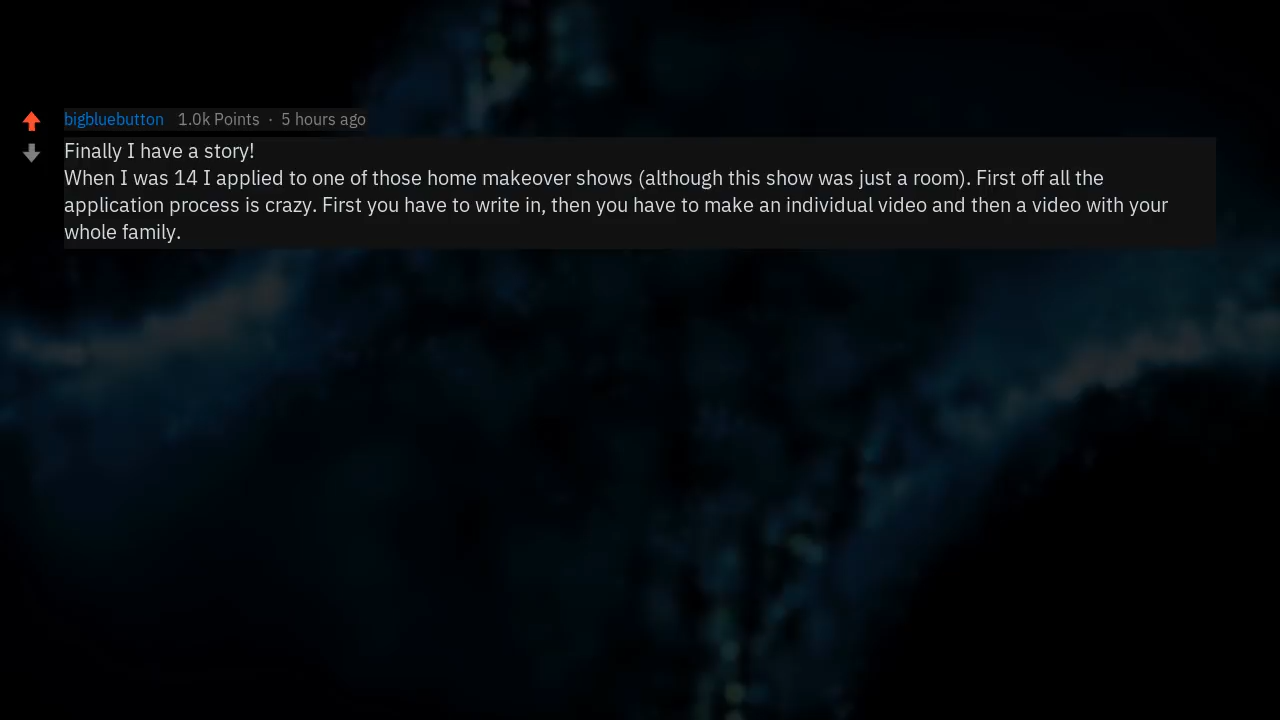 bigbluebutton 1.0k Points · 5 hours ago
Finally I have a story!
When I was 14 I applied to one of those home makeover shows (although this show was just a room). First off all the
application process is crazy. First you have to write in, then you have to make an individual video and then a video with your
whole family.